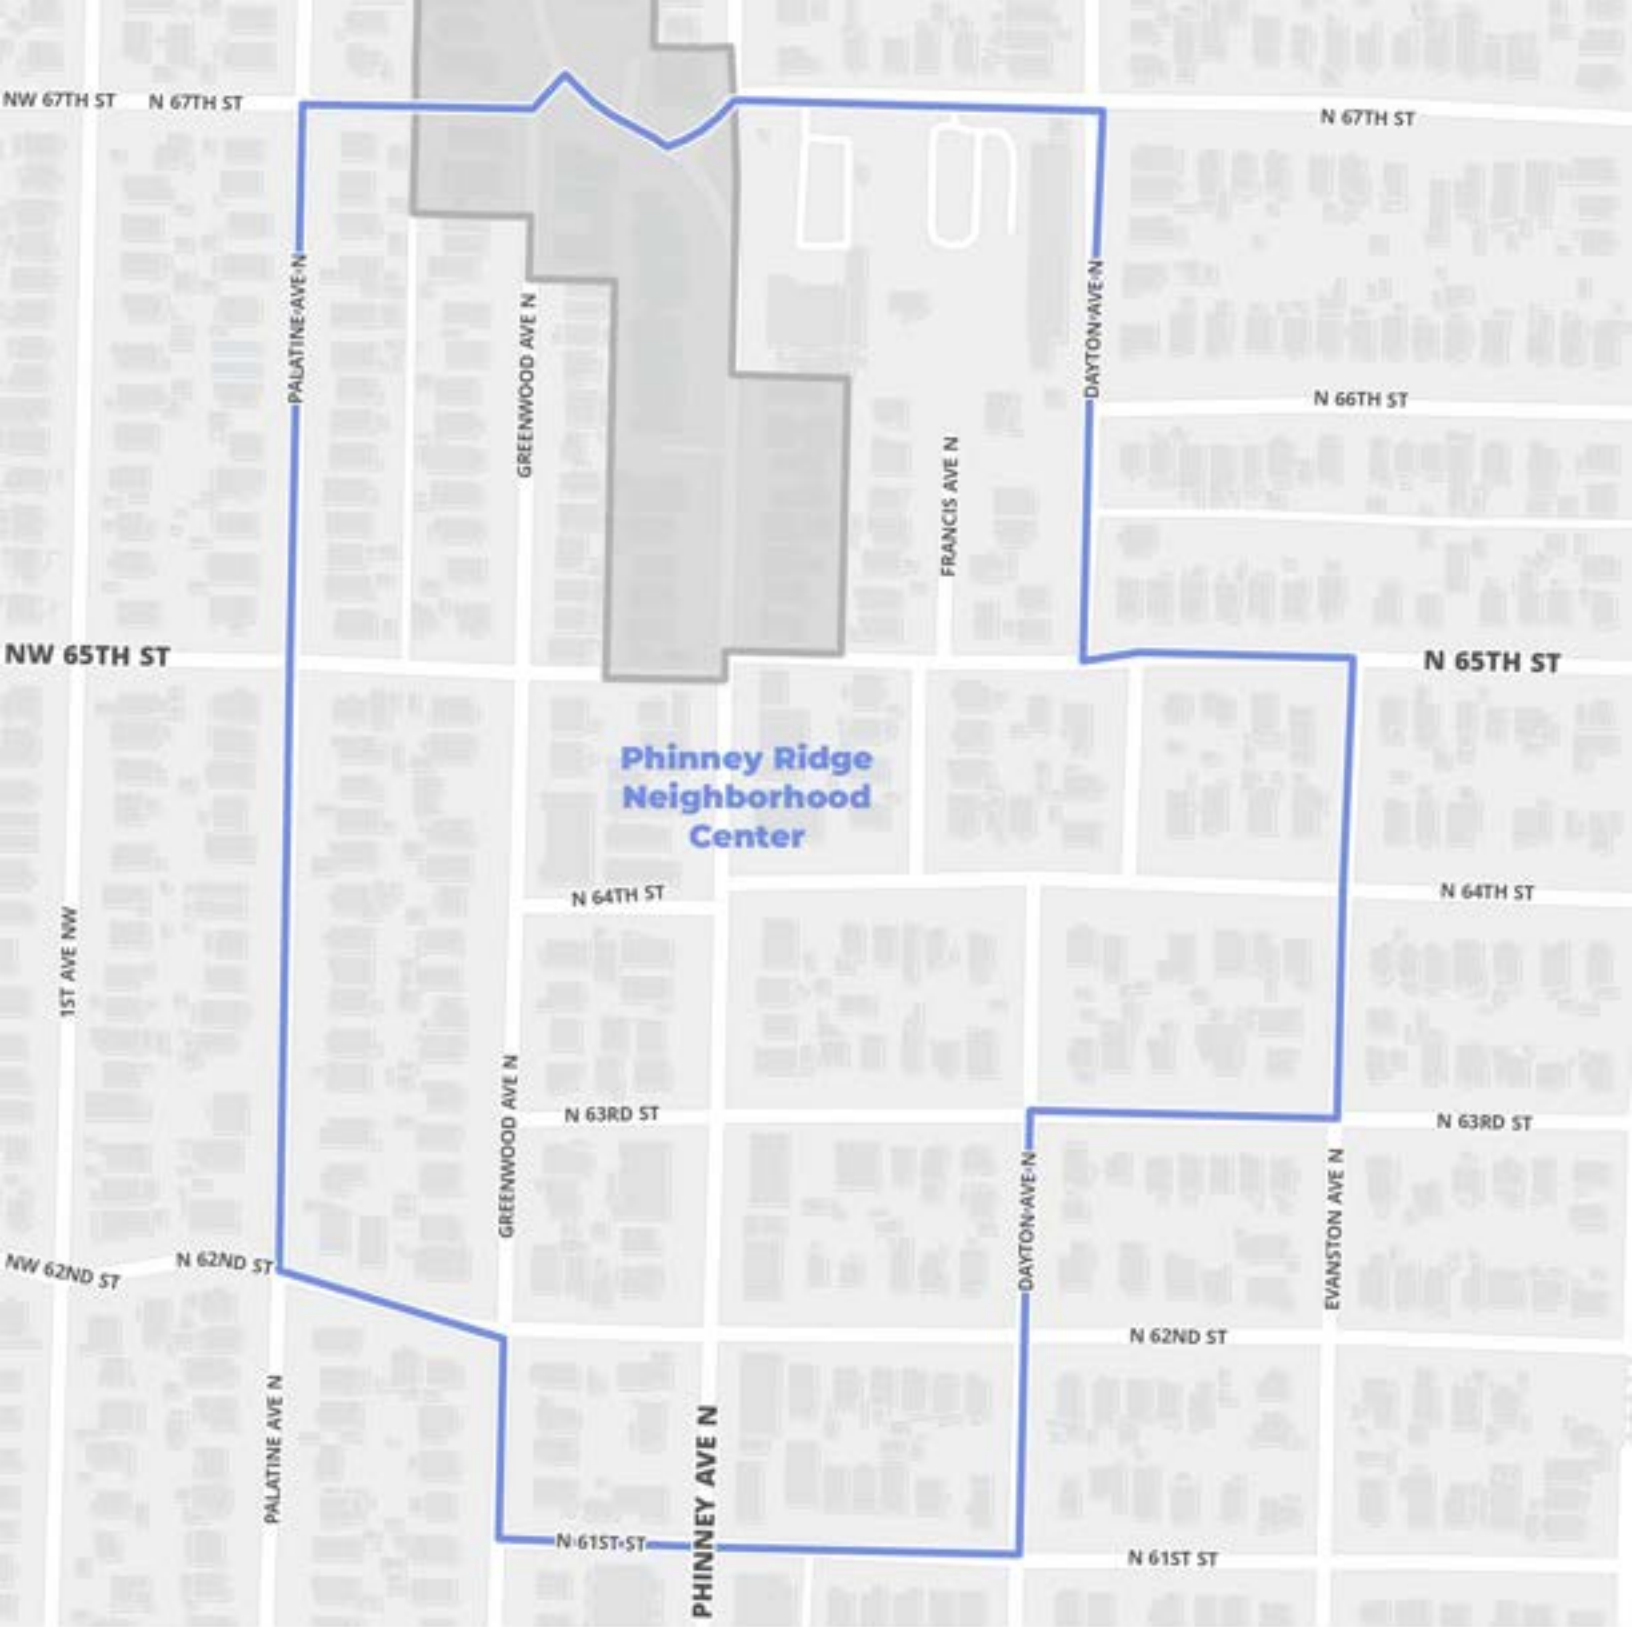 NW 67TH ST
N 67TH ST
N 67TH ST
PALATINE AVE N
DAYTON AVE N
GREENWOOD AVE N
N 66TH ST
FRANCIS AVE N
NW 65TH ST
N 65TH ST
Phinney Ridge
Neighborhood
Center
N 64TH ST
N 64TH ST
1ST AVE NW
N 63RD ST
N 63RD ST
GREENWOOD AVE N
DAYTON AVE N
EVANSTON AVE N
NW 62ND ST
N 62ND ST
N 62ND ST
PALATINE AVE N
PHINNEY AVE N
N 61ST ST
N 61ST ST